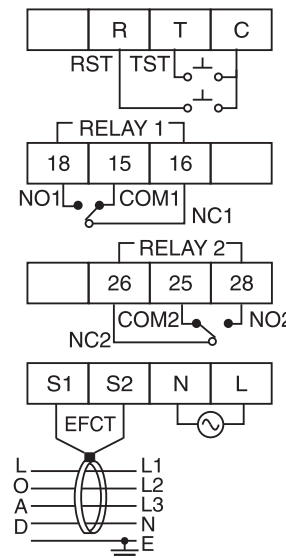 R T C
RST TST
RELAY 1
18 15 16
NO1 COM1
NC1
RELAY 2
26 25 28
COM2 NO2
NC2
S1 S2 N L
EFCT
L L1
O L2
A L3
D N
E